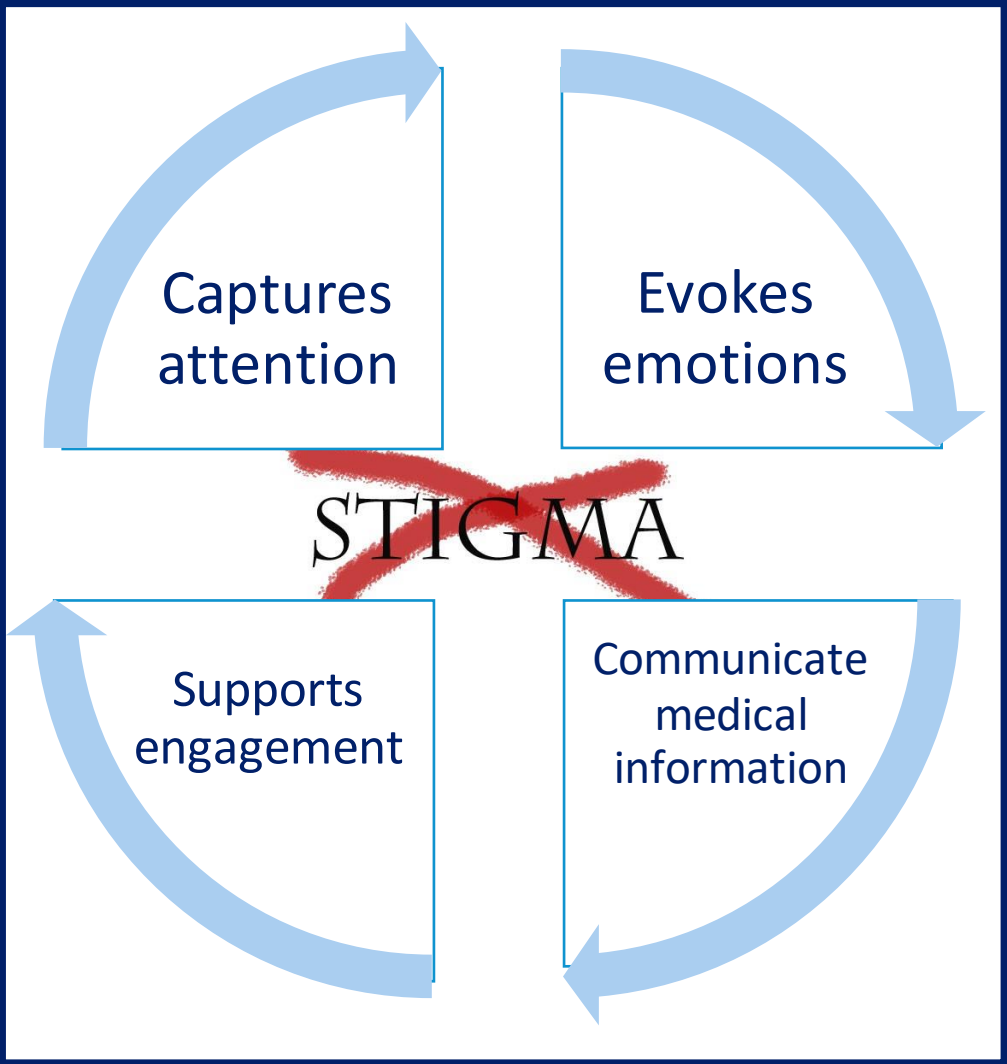 Captures
attention
Evokes
emotions
STIGMA
Supports
engagement
Communicate
medical
information